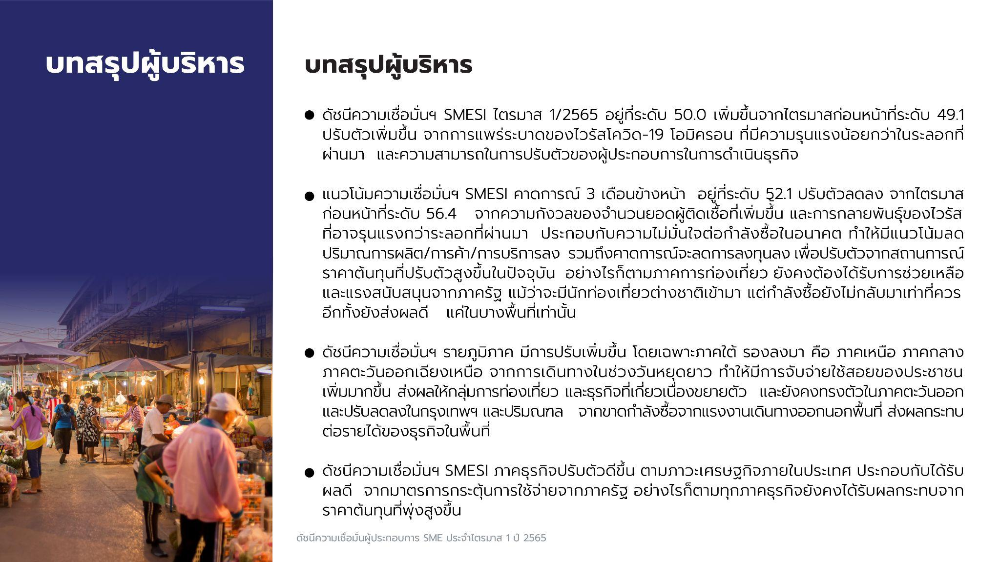 บทสรุปผู้บริหาร
บทสรุปผู้บริหาร
● ดัชนีความเชื่อมั่นฯ SMESI ไตรมาส 1/2565 อยู่ที่ระดับ 50.0 เพิ่มขึ้นจากไตรมาสก่อนหน้าที่ระดับ 49.1
ปรับตัวเพิ่มขึ้น จากการแพร่ระบาดของไวรัสโควิด-19 โอมิครอน ที่มีความรุนแรงน้อยกว่าในระลอกที่
ผ่านมา และความสามารถในการปรับตัวของผู้ประกอบการในการดำเนินธุรกิจ
● แนวโน้มความเชื่อมั่นฯ SMESI คาดการณ์ 3 เดือนข้างหน้า อยู่ที่ระดับ 52.1 ปรับตัวลดลง จากไตรมาส
ก่อนหน้าที่ระดับ 56.4 จากความกังวลของจำนวนยอดผู้ติดเชื้อที่เพิ่มขึ้น และการกลายพันธุ์ของไวรัส
ที่อาจรุนแรงกว่าระลอกที่ผ่านมา ประกอบกับความไม่มั่นใจต่อกำลังซื้อในอนาคต ทำให้มีแนวโน้มลด
ปริมาณการผลิต/การค้า/การบริการลง รวมถึงคาดการณ์จะลดการลงทุนลง เพื่อปรับตัวจากสถานการณ์
ราคาต้นทุนที่ปรับตัวสูงขึ้นในปัจจุบัน อย่างไรก็ตามภาคการท่องเที่ยว ยังคงต้องได้รับการช่วยเหลือ
และแรงสนับสนุนจากภาครัฐ แม้ว่าจะมีนักท่องเที่ยวต่างชาติเข้ามา แต่กำลังซื้อยังไม่กลับมาเท่าที่ควร
อีกทั้งยังส่งผลดี แค่ในบางพื้นที่เท่านั้น
● ดัชนีความเชื่อมั่นฯ รายภูมิภาค มีการปรับเพิ่มขึ้น โดยเฉพาะภาคใต้ รองลงมา คือ ภาคเหนือ ภาคกลาง
ภาคตะวันออกเฉียงเหนือ จากการเดินทางในช่วงวันหยุดยาว ทำให้มีการจับจ่ายใช้สอยของประชาชน
เพิ่มมากขึ้น ส่งผลให้กลุ่มการท่องเที่ยว และธุรกิจที่เกี่ยวเนื่องขยายตัว และยังคงทรงตัวในภาคตะวันออก
และปรับลดลงในกรุงเทพฯ และปริมณฑล จากขาดกำลังซื้อจากแรงงานเดินทางออกนอกพื้นที่ ส่งผลกระทบ
ต่อรายได้ของธุรกิจในพื้นที่
● ดัชนีความเชื่อมั่นฯ SMESI ภาคธุรกิจปรับตัวดีขึ้น ตามภาวะเศรษฐกิจภายในประเทศ ประกอบกับได้รับ
ผลดี จากมาตรการกระตุ้นการใช้จ่ายจากภาครัฐ อย่างไรก็ตามทุกภาคธุรกิจยังคงได้รับผลกระทบจาก
ราคาต้นทุนที่พุ่งสูงขึ้น
ดัชนีความเชื่อมั่นผู้ประกอบการ SME ประจำไตรมาส 1 ปี 2565